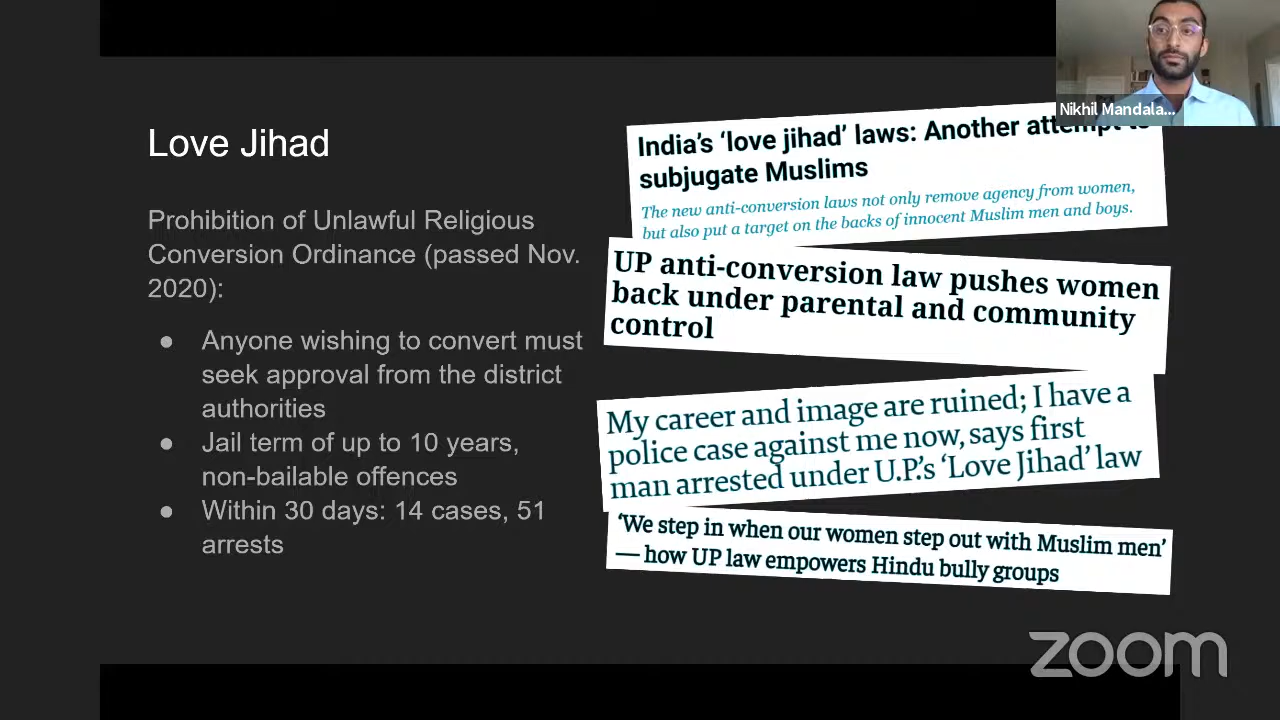 Nikhil Mandala...
Love Jihad
Prohibition of Unlawful Religious
Conversion Ordinance (passed Nov.
2020):
● Anyone wishing to convert must
seek approval from the district
authorities
● Jail term of up to 10 years,
non-bailable offences
● Within 30 days: 14 cases, 51
arrests
India's 'love jihad' laws: Another attempt to
subjugate Muslims
The new anti-conversion laws not only remove agency from women,
but also put a target on the backs of innocent Muslim men and boys.
UP anti-conversion law pushes women
back under parental and community
control
My career and image are ruined; I have a
police case against me now, says first
man arrested under U.P.'s 'Love Jihad' law
'We step in when our women step out with Muslim men'
— how UP law empowers Hindu bully groups
zoom